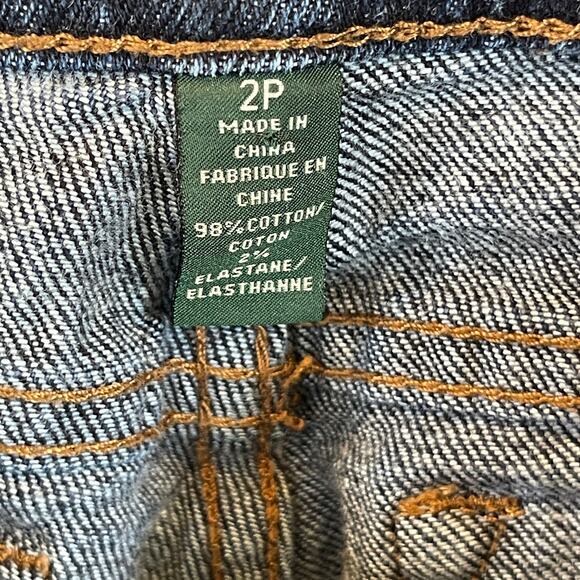 2P
MADE IN
CHINA
FABRIQUE EN
CHINE
98% COTTON/
COTON
2%
ELASTANE/
ELASTHANNE